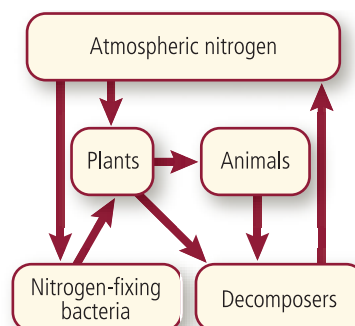 Atmospheric nitrogen
Plants
Animals
Nitrogen-fixing
bacteria
Decomposers